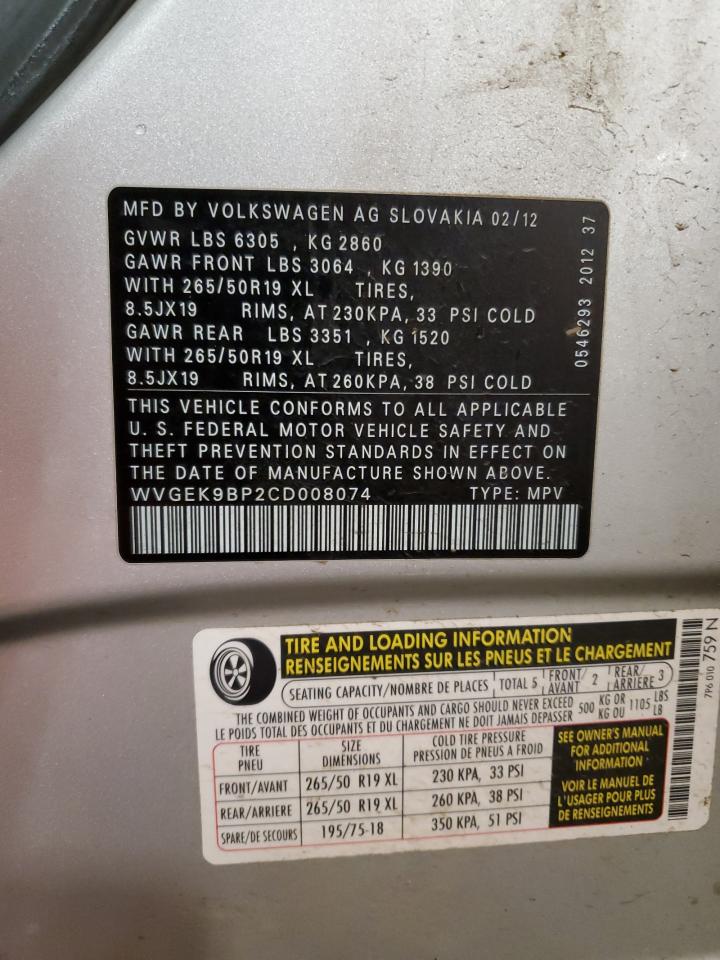 MFD BY VOLKSWAGEN AG SLOVAKIA 02/12
GVWR LBS 6305 , KG 2860
GAWR FRONT LBS 3064 , KG 1390
WITH 265/50R19 XL TIRES,
8.5JX19 RIMS, AT 230KPA, 33 PSI COLD
GAWR REAR LBS 3351 , KG 1520
WITH 265/50R19 XL TIRES,
8.5JX19 RIMS, AT 260KPA, 38 PSI COLD
0546293 2012 37
THIS VEHICLE CONFORMS TO ALL APPLICABLE
U. S. FEDERAL MOTOR VEHICLE SAFETY AND
THEFT PREVENTION STANDARDS IN EFFECT ON
THE DATE OF MANUFACTURE SHOWN ABOVE.
WVGEK9BP2CD008074 TYPE: MPV
TIRE AND LOADING INFORMATION
RENSEIGNEMENTS SUR LES PNEUS ET LE CHARGEMENT
SEATING CAPACITY/NOMBRE DE PLACES TOTAL 5 FRONT/AVANT 2 REAR/ARRIERE 3
THE COMBINED WEIGHT OF OCCUPANTS AND CARGO SHOULD NEVER EXCEED 500 KG OR 1105 LBS
LE POIDS TOTAL DES OCCUPANTS ET DU CHARGEMENT NE DOIT JAMAIS DEPASSER KG OU LB
TIRE PNEU SIZE DIMENSIONS COLD TIRE PRESSURE PRESSION DE PNEUS A FROID
FRONT/AVANT 265/50 R19 XL 230 KPA, 33 PSI
REAR/ARRIERE 265/50 R19 XL 260 KPA, 38 PSI
SPARE/DE SECOURS 195/75-18 350 KPA, 51 PSI
SEE OWNER'S MANUAL
FOR ADDITIONAL
INFORMATION
VOIR LE MANUEL DE
L'USAGER POUR PLUS
DE RENSEIGNEMENTS
7P6 010 759 N